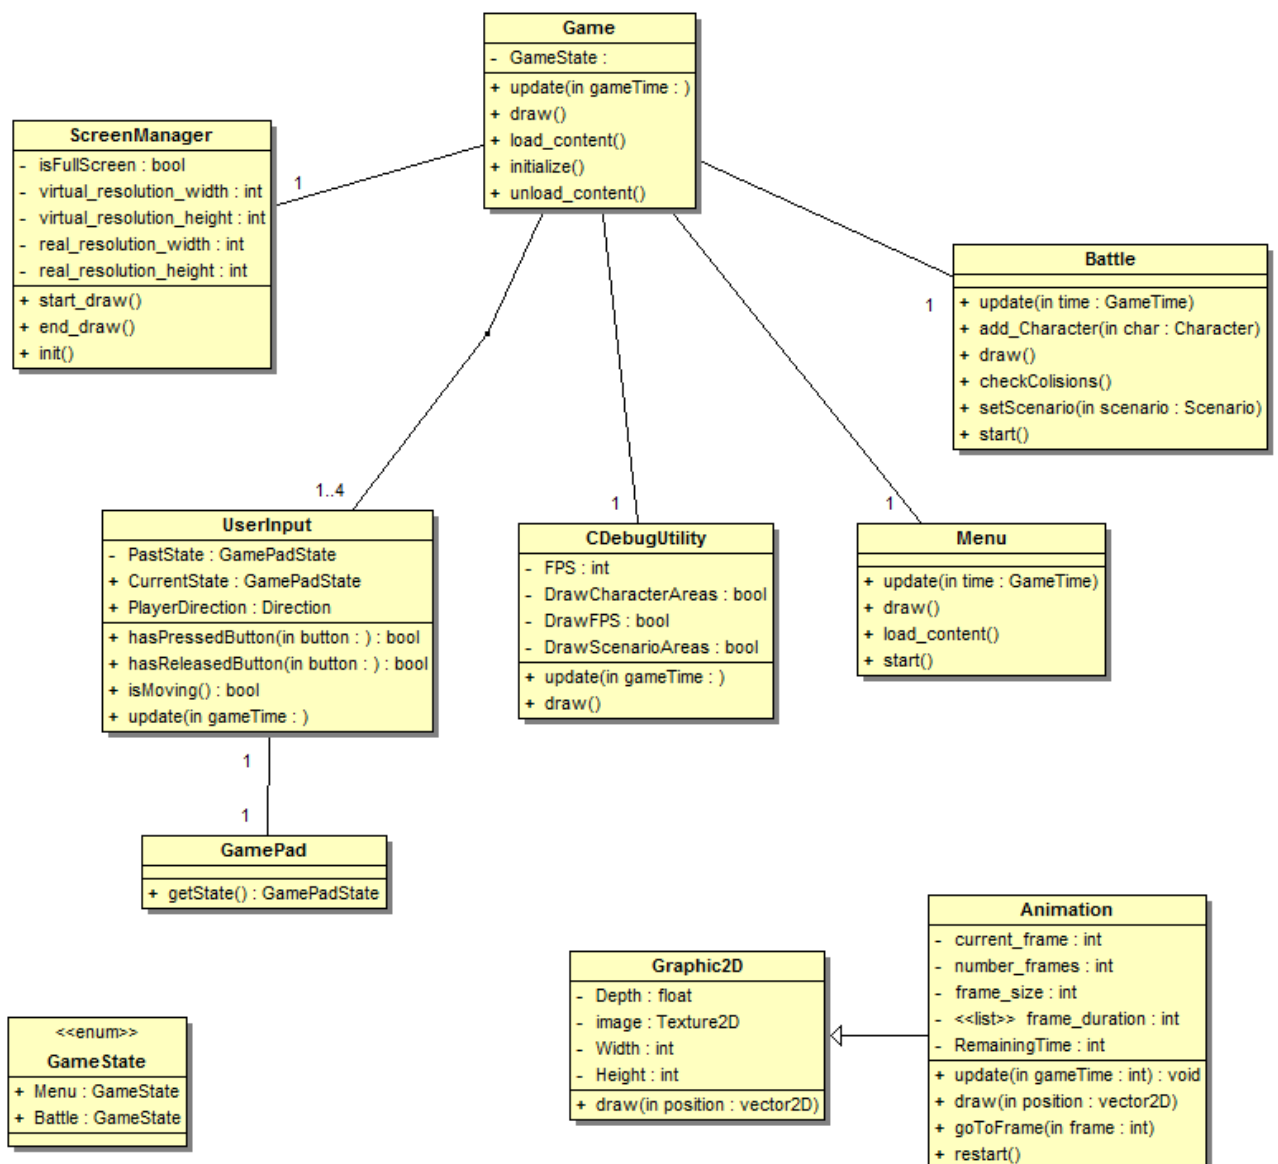 Game
- GameState :
+ update(in gameTime : )
+ draw()
+ load_content()
+ initialize()
+ unload_content()
ScreenManager
- isFullScreen : bool
- virtual_resolution_width : int
- virtual_resolution_height : int
- real_resolution_width : int
- real_resolution_height : int
+ start_draw()
+ end_draw()
+ init()
1
Battle
+ update(in time : GameTime)
+ add_Character(in char : Character)
+ draw()
+ checkColisions()
+ setScenario(in scenario : Scenario)
+ start()
1
1..4
UserInput
- PastState : GamePadState
+ CurrentState : GamePadState
+ PlayerDirection : Direction
+ hasPressedButton(in button : ) : bool
+ hasReleasedButton(in button : ) : bool
+ isMoving() : bool
+ update(in gameTime : )
1
CDebugUtility
- FPS : int
- DrawCharacterAreas : bool
- DrawFPS : bool
- DrawScenarioAreas : bool
+ update(in gameTime : )
+ draw()
1
Menu
+ update(in time : GameTime)
+ draw()
+ load_content()
+ start()
1
1
GamePad
+ getState() : GamePadState
<<enum>>
GameState
+ Menu : GameState
+ Battle : GameState
Graphic2D
- Depth : float
- image : Texture2D
- Width : int
- Height : int
+ draw(in position : vector2D)
Animation
- current_frame : int
- number_frames : int
- frame_size : int
- <<list>> frame_duration : int
- RemainingTime : int
+ update(in gameTime : int) : void
+ draw(in position : vector2D)
+ goToFrame(in frame : int)
+ restart()